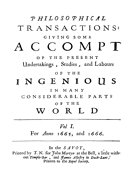 PHILOSOPHICAL
TRANSACTIONS:
GIVING SOME
ACCOMPT
OF THE PRESENT
Undertakings, Studies, and Labours
OF THE
INGENIOUS
IN MANY
CONSIDERABLE PARTS
OF THE
WORLD
Vol I.
For Anno 1665, and 1666.
In the SAVOY,
Printed by T. N. for John Martyn at the Bell, a little with-
out Temple-Bar, and James Allestry in Duck-Lane,
Printers to the Royal Society.